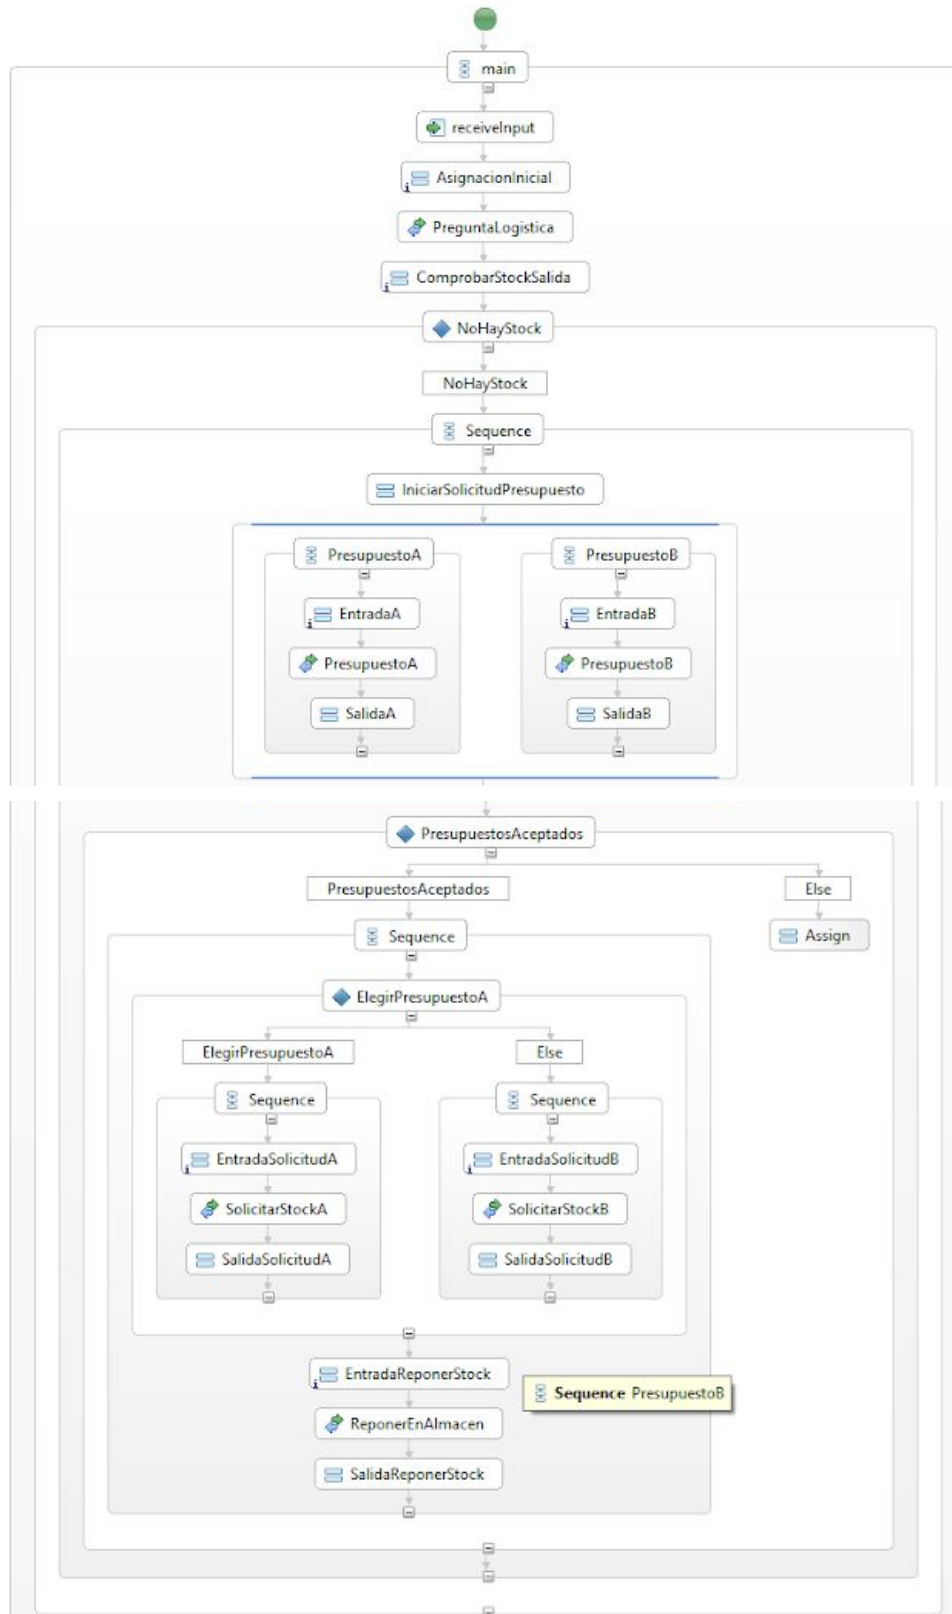 main
receiveInput
AsignacionInicial
PreguntaLogistica
ComprobarStockSalida
NoHayStock
NoHayStock
Sequence
IniciarSolicitudPresupuesto
PresupuestoA
PresupuestoB
EntradaA
EntradaB
PresupuestoA
PresupuestoB
SalidaA
SalidaB
PresupuestosAceptados
PresupuestosAceptados
Else
Sequence
Assign
ElegirPresupuestoA
ElegirPresupuestoA
Else
Sequence
Sequence
EntradaSolicitudA
EntradaSolicitudB
SolicitarStockA
SolicitarStockB
SalidaSolicitudA
SalidaSolicitudB
EntradaReponerStock
Sequence PresupuestoB
ReponerEnAlmacen
SalidaReponerStock